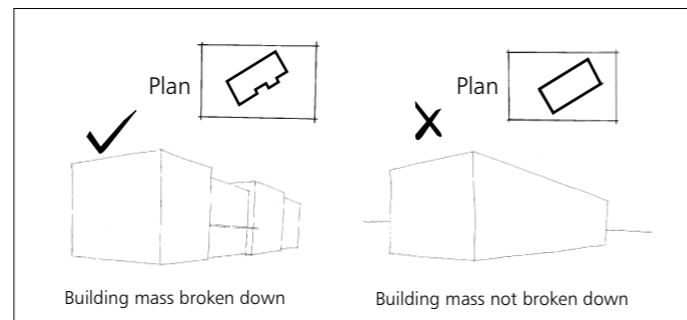 Plan
Plan
Building mass broken down
Building mass not broken down